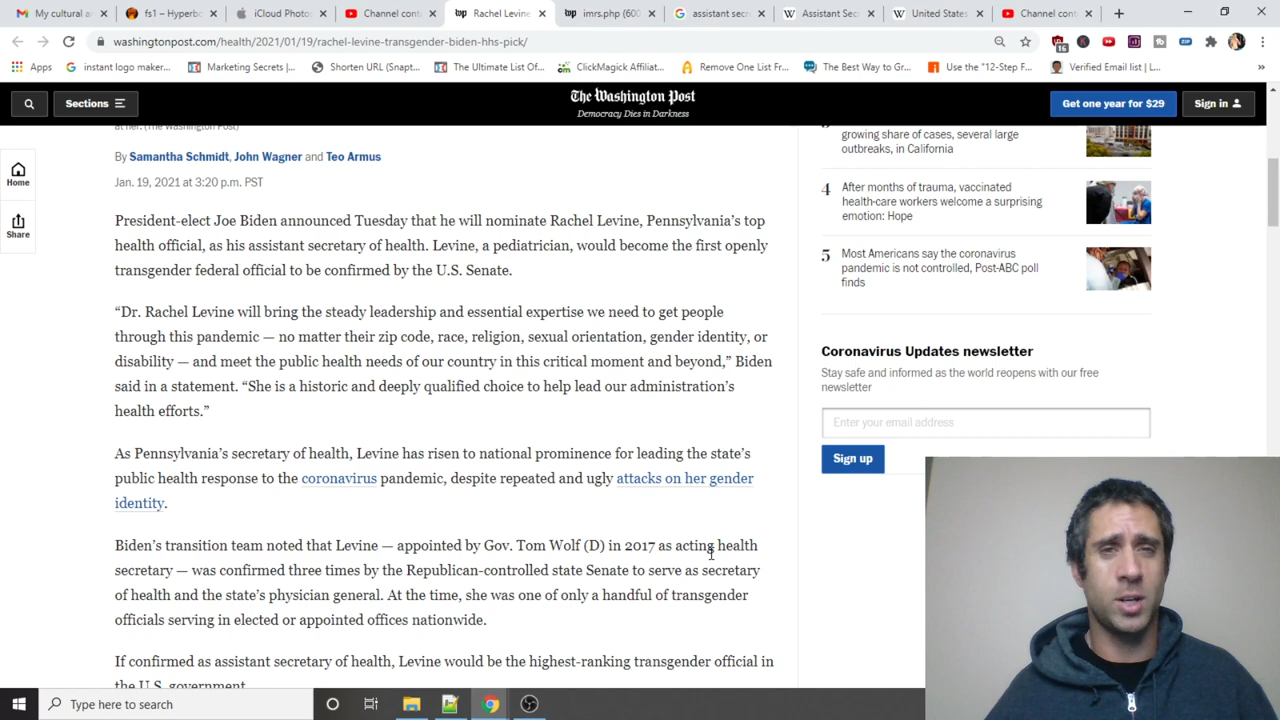 My cultural a
fs1 – Hyperbo
iCloud Photos
Channel cont
Rachel Levine
imrs.php (600
assistant secr
Assistant Sec
United States
Channel cont
washingtonpost.com/health/2021/01/19/rachel-levine-transgender-biden-hhs-pick/
16
Apps
instant logo maker...
Marketing Secrets |...
Shorten URL (Snapt...
The Ultimate List Of...
ClickMagick Affiliat...
Remove One List Fr...
The Best Way to Gr...
Use the "12-Step F...
Verified Email list | L...
»
Sections
The Washington Post
Democracy Dies in Darkness
Get one year for $29
Sign in
Home
Share
at her. (The Washington Post)
By Samantha Schmidt, John Wagner and Teo Armus
Jan. 19, 2021 at 3:20 p.m. PST
President-elect Joe Biden announced Tuesday that he will nominate Rachel Levine, Pennsylvania's top
health official, as his assistant secretary of health. Levine, a pediatrician, would become the first openly
transgender federal official to be confirmed by the U.S. Senate.
“Dr. Rachel Levine will bring the steady leadership and essential expertise we need to get people
through this pandemic — no matter their zip code, race, religion, sexual orientation, gender identity, or
disability — and meet the public health needs of our country in this critical moment and beyond,” Biden
said in a statement. “She is a historic and deeply qualified choice to help lead our administration’s
health efforts.”
As Pennsylvania’s secretary of health, Levine has risen to national prominence for leading the state’s
public health response to the coronavirus pandemic, despite repeated and ugly attacks on her gender
identity.
Biden’s transition team noted that Levine — appointed by Gov. Tom Wolf (D) in 2017 as acting health
secretary — was confirmed three times by the Republican-controlled state Senate to serve as secretary
of health and the state’s physician general. At the time, she was one of only a handful of transgender
officials serving in elected or appointed offices nationwide.
If confirmed as assistant secretary of health, Levine would be the highest-ranking transgender official in
the U.S. government.
growing share of cases, several large
outbreaks, in California
4
After months of trauma, vaccinated
health-care workers welcome a surprising
emotion: Hope
5
Most Americans say the coronavirus
pandemic is not controlled, Post-ABC poll
finds
Coronavirus Updates newsletter
Stay safe and informed as the world reopens with our free
newsletter
Enter your email address
Sign up
Type here to search